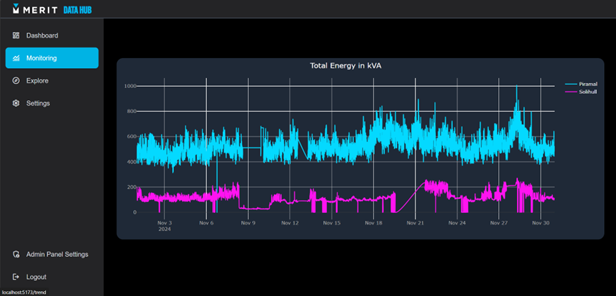 MERIT DATA HUB
Dashboard
Monitoring
Explore
Settings
Total Energy in kVA
Piramal
Solihull
1000
800
600
400
200
0
Nov 3
2024
Nov 6
Nov 9
Nov 12
Nov 15
Nov 18
Nov 21
Nov 24
Nov 27
Nov 30
Admin Panel Settings
Logout
localhost:5173/trend